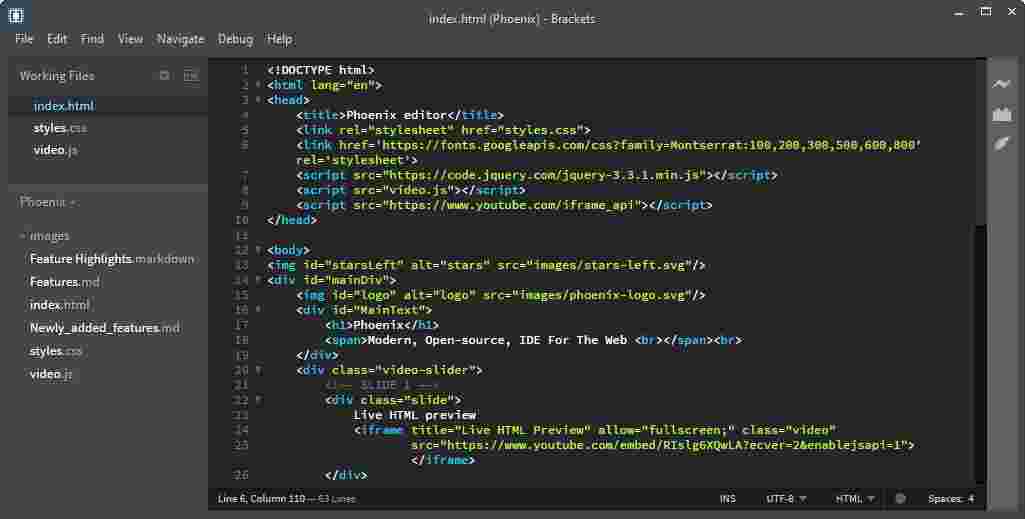 index.html (Phoenix) - Brackets
File Edit Find View Navigate Debug Help
Working Files
index.html
styles.css
video.js
Phoenix
images
Feature Highlights.markdown
Features.md
index.html
Newly_added_features.md
styles.css
video.js
1 <!DOCTYPE html>
2 <html lang="en">
3 <head>
4 <title>Phoenix editor</title>
5 <link rel="stylesheet" href="styles.css">
6 <link href='https://fonts.googleapis.com/css?family=Montserrat:100,200,300,500,600,800'
rel='stylesheet'>
7 <script src="https://code.jquery.com/jquery-3.3.1.min.js"></script>
8 <script src="video.js"></script>
9 <script src="https://www.youtube.com/iframe_api"></script>
10 </head>
11
12 <body>
13 <img id="starsLeft" alt="stars" src="images/stars-left.svg"/>
14 <div id="mainDiv">
15 <img id="logo" alt="logo" src="images/phoenix-logo.svg"/>
16 <div id="MainText">
17 <h1>Phoenix</h1>
18 <span>Modern, Open-source, IDE For The Web <br></span><br>
19 </div>
20 <div class="video-slider">
21 <!-- SLIDE 1 -->
22 <div class="slide">
23 Live HTML preview
24 <iframe title="Live HTML Preview" allow="fullscreen;" class="video"
25 src="https://www.youtube.com/embed/RIslg6XQwLA?ecver=2&enablejsapi=1">
</iframe>
26 </div>
Line 6, Column 110 — 63 Lines INS UTF-8 HTML Spaces: 4